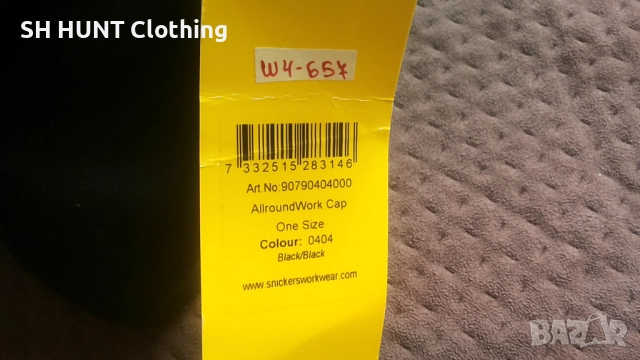 SH HUNT Clothing
W4-657
7 332515 283146
Art.No:90790404000
AllroundWork Cap
One Size
Colour: 0404
Black/Black
www.snickersworkwear.com
BAZAR
bg